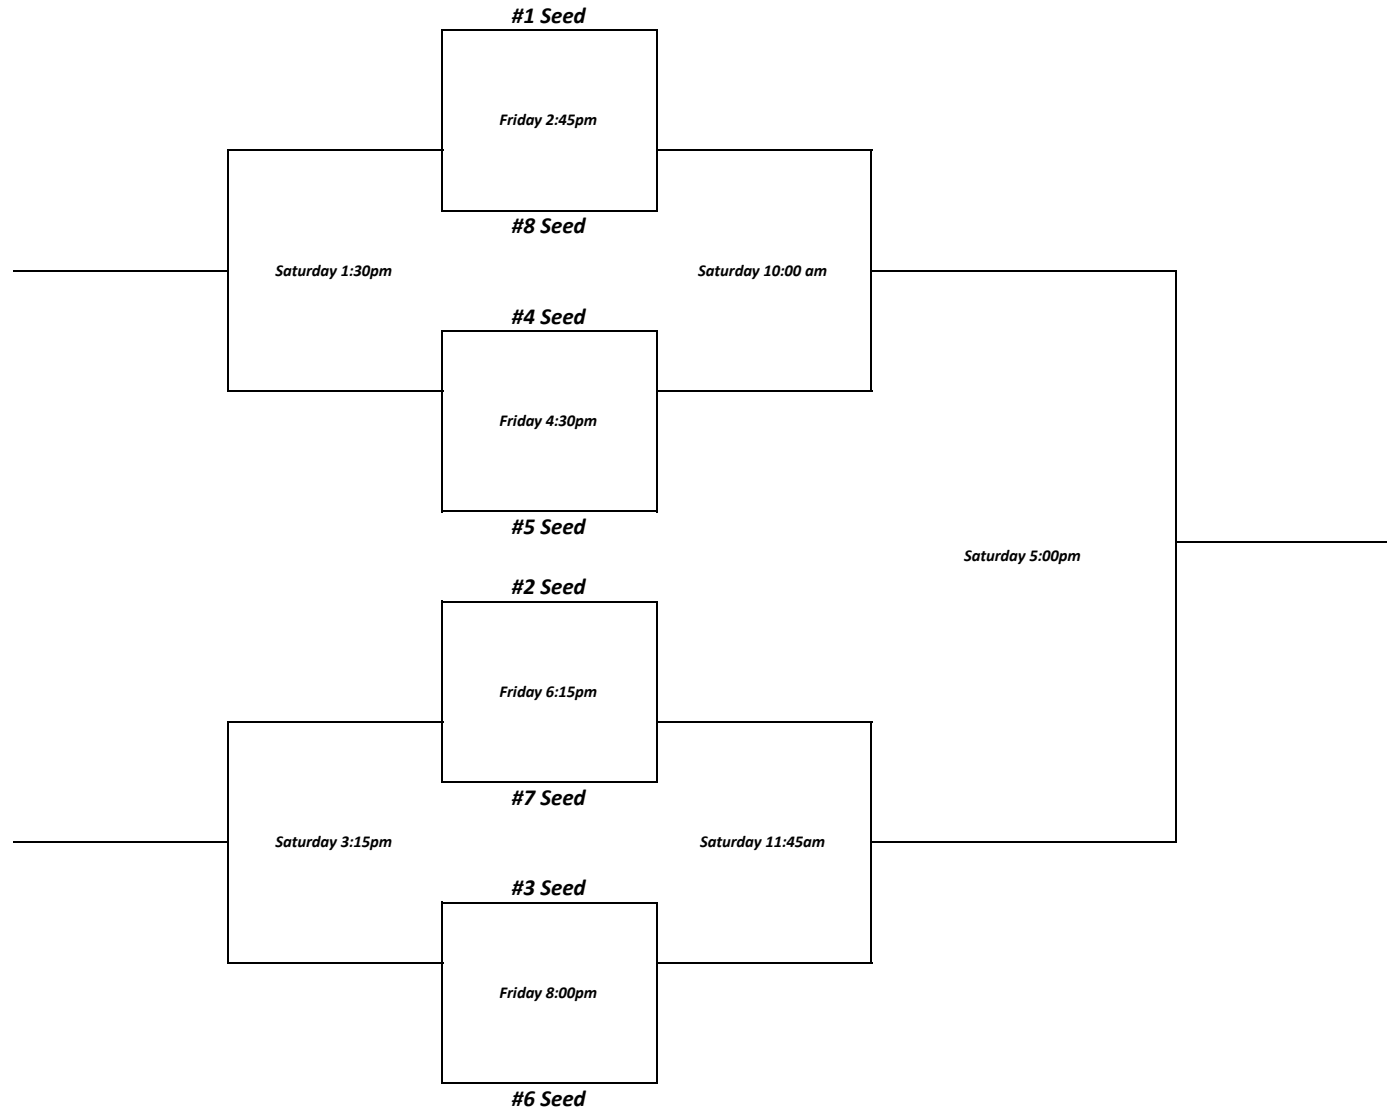 #1 Seed
Friday 2:45pm
#8 Seed
Saturday 1:30pm
Saturday 10:00 am
#4 Seed
Friday 4:30pm
#5 Seed
Saturday 5:00pm
#2 Seed
Friday 6:15pm
#7 Seed
Saturday 3:15pm
Saturday 11:45am
#3 Seed
Friday 8:00pm
#6 Seed